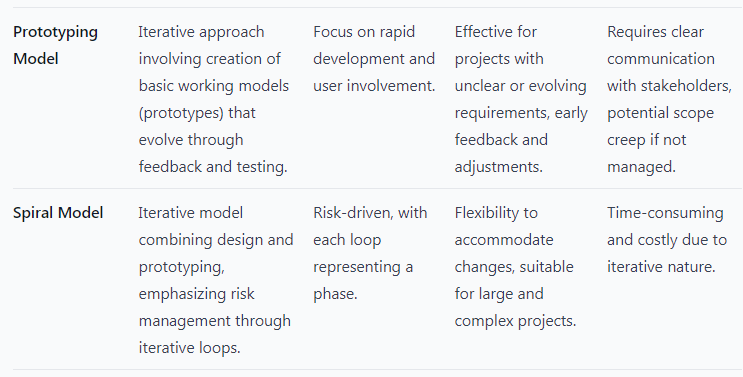 Prototyping
Model
Iterative approach
involving creation of
basic working models
(prototypes) that
evolve through
feedback and testing.
Focus on rapid
development and
user involvement.
Effective for
projects with
unclear or evolving
requirements, early
feedback and
adjustments.
Requires clear
communication
with stakeholders,
potential scope
creep if not
managed.
Spiral Model
Iterative model
combining design and
prototyping,
emphasizing risk
management through
iterative loops.
Risk-driven, with
each loop
representing a
phase.
Flexibility to
accommodate
changes, suitable
for large and
complex projects.
Time-consuming
and costly due to
iterative nature.